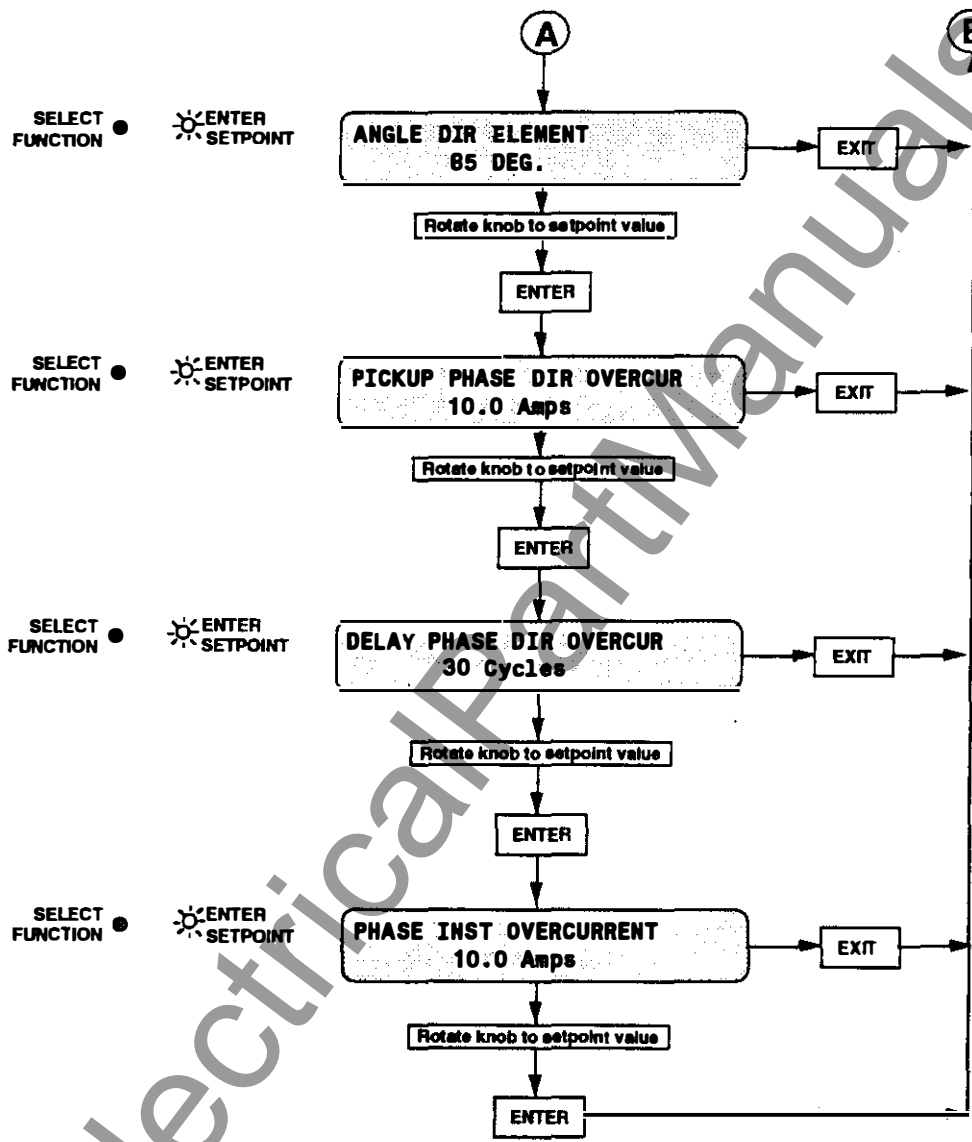 A
SELECT FUNCTION
ENTER SETPOINT
ANGLE DIR ELEMENT
85 DEG.
EXIT
Rotate knob to setpoint value
ENTER
SELECT FUNCTION
ENTER SETPOINT
PICKUP PHASE DIR OVERCUR
10.0 Amps
EXIT
Rotate knob to setpoint value
ENTER
SELECT FUNCTION
ENTER SETPOINT
DELAY PHASE DIR OVERCUR
30 Cycles
EXIT
Rotate knob to setpoint value
ENTER
SELECT FUNCTION
ENTER SETPOINT
PHASE INST OVERCURRENT
10.0 Amps
EXIT
Rotate knob to setpoint value
ENTER
lectricalPartManuals